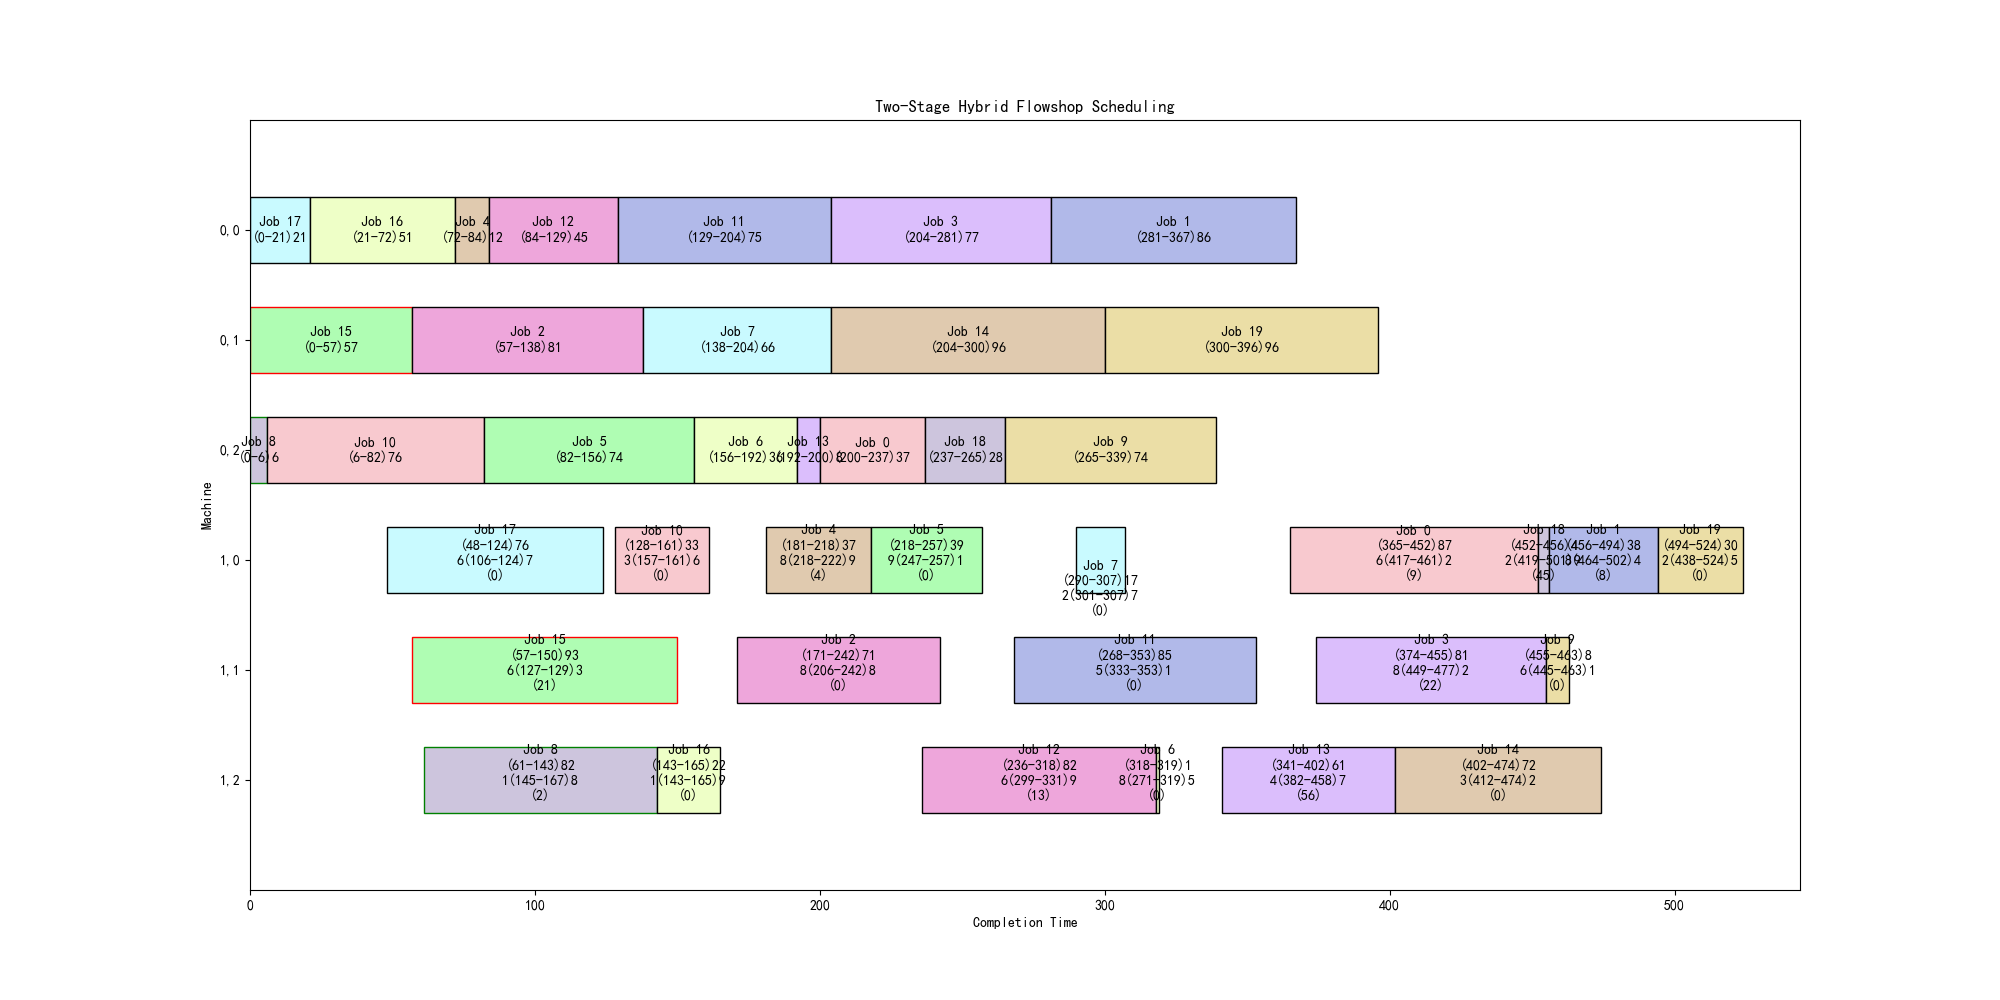 Two-Stage Hybrid Flowshop Scheduling
0,0
Job 17
(0-21)21
Job 16
(21-72)51
Job 4
(72-84)12
Job 12
(84-129)45
Job 11
(129-204)75
Job 3
(204-281)77
Job 1
(281-367)86
0,1
Job 15
(0-57)57
Job 2
(57-138)81
Job 7
(138-204)66
Job 14
(204-300)96
Job 19
(300-396)96
0,2
Job 8
(0-6)6
Job 10
(6-82)76
Job 5
(82-156)74
Job 6
(156-192)36
Job 13
(192-200)8
Job 0
(200-237)37
Job 18
(237-265)28
Job 9
(265-339)74
1,0
Job 17
(48-124)76
6(106-124)7
(0)
Job 10
(128-161)33
3(157-161)6
(0)
Job 4
(181-218)37
8(218-222)9
(4)
Job 5
(218-257)39
9(247-257)1
(0)
Job 7
(290-307)17
2(301-307)7
(0)
Job 0
(365-452)87
6(417-461)2
(9)
Job 18
(452-456)4
(45)
Job 1
(456-494)38
(8)
Job 19
(494-524)30
2(438-524)5
(0)
1,1
Job 15
(57-150)93
6(127-129)3
(21)
Job 2
(171-242)71
8(206-242)8
(0)
Job 11
(268-353)85
5(333-353)1
(0)
Job 3
(374-455)81
8(449-477)2
(22)
Job 9
(455-463)8
6(445-463)1
(0)
1,2
Job 8
(61-143)82
1(145-167)8
(2)
Job 16
(143-165)22
1(143-165)9
(0)
Job 12
(236-318)82
6(299-331)9
(13)
Job 6
(318-319)1
8(271-319)5
(0)
Job 13
(341-402)61
4(382-458)7
(56)
Job 14
(402-474)72
3(412-474)2
(0)
Machine
0
100
200
300
400
500
Completion Time